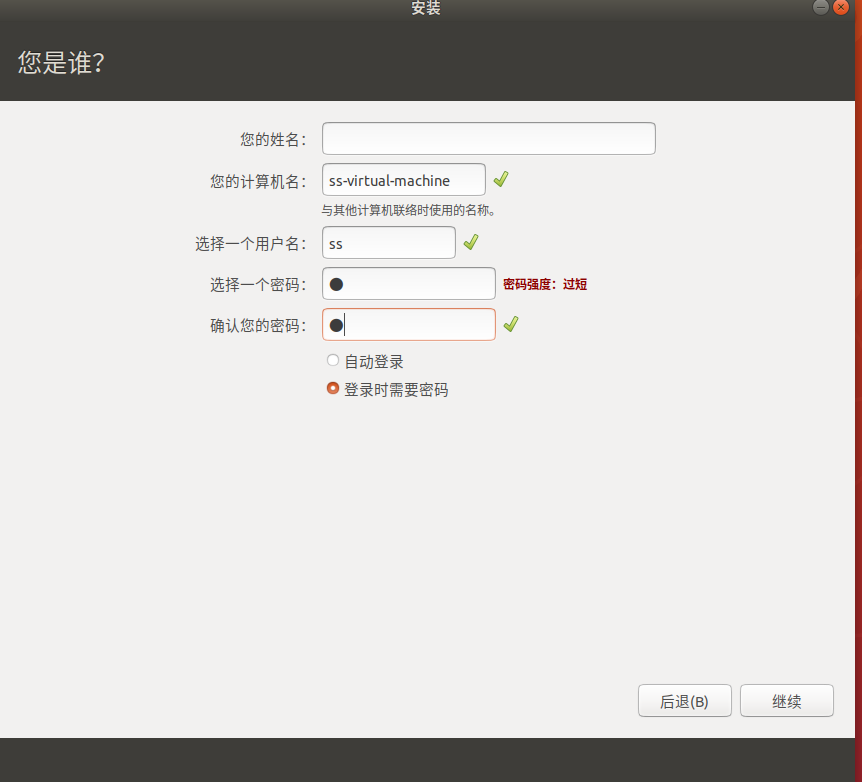 安装
您是谁?
您的姓名：
您的计算机名： ss-virtual-machine
与其他计算机联络时使用的名称。
选择一个用户名： ss
选择一个密码： ● 密码强度：过短
确认您的密码： ●
自动登录
登录时需要密码
后退(B) 继续